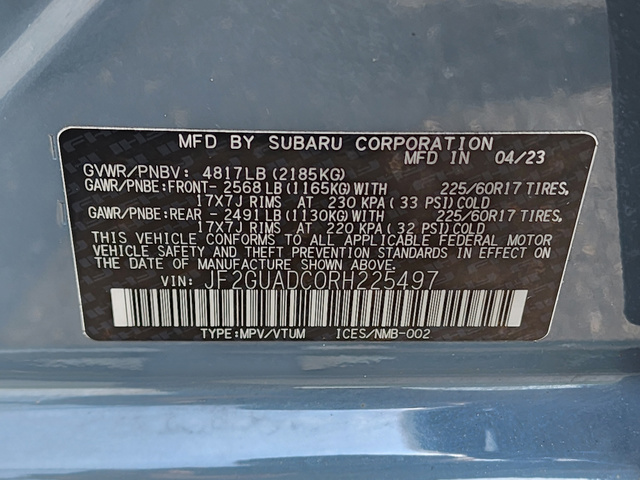 MFD BY SUBARU CORPORATION MFD IN 04/23
GVWR/PNBV: 4817LB (2185KG)
GAWR/PNBE: FRONT- 2568 LB (1165KG) WITH 225/60R17 TIRES,
17x7J RIMS AT 230 KPA (33 PSI) COLD
GAWR/PNBE: REAR - 2491 LB (1130KG) WITH 225/60R17 TIRES,
17x7J RIMS AT 220 KPA (32 PSI) COLD
THIS VEHICLE CONFORMS TO ALL APPLICABLE FEDERAL MOTOR
VEHICLE SAFETY AND THEFT PREVENTION STANDARDS IN EFFECT ON
THE DATE OF MANUFACTURE SHOWN ABOVE.
VIN: JF2GUADC0RH225497
TYPE: MPV/VTUM ICES/NMB-002